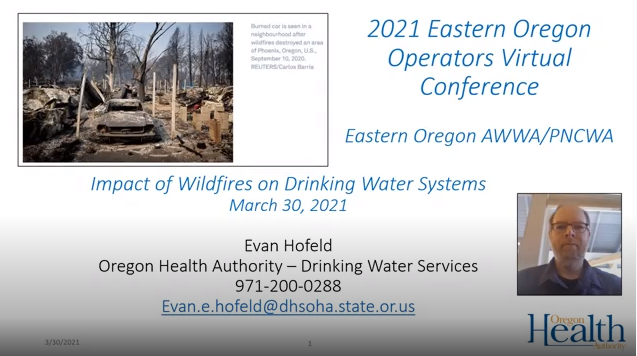 Burned car is seen in a
neighbourhood after
wildfires destroyed an area
of Phoenix, Oregon, U.S.,
September 10, 2020.
REUTERS/Carlos Barria
2021 Eastern Oregon
Operators Virtual
Conference
Eastern Oregon AWWA/PNCWA
Impact of Wildfires on Drinking Water Systems
March 30, 2021
Evan Hofeld
Oregon Health Authority – Drinking Water Services
971-200-0288
Evan.e.hofeld@dhsoha.state.or.us
Oregon
Health
Authority
3/30/2021
1